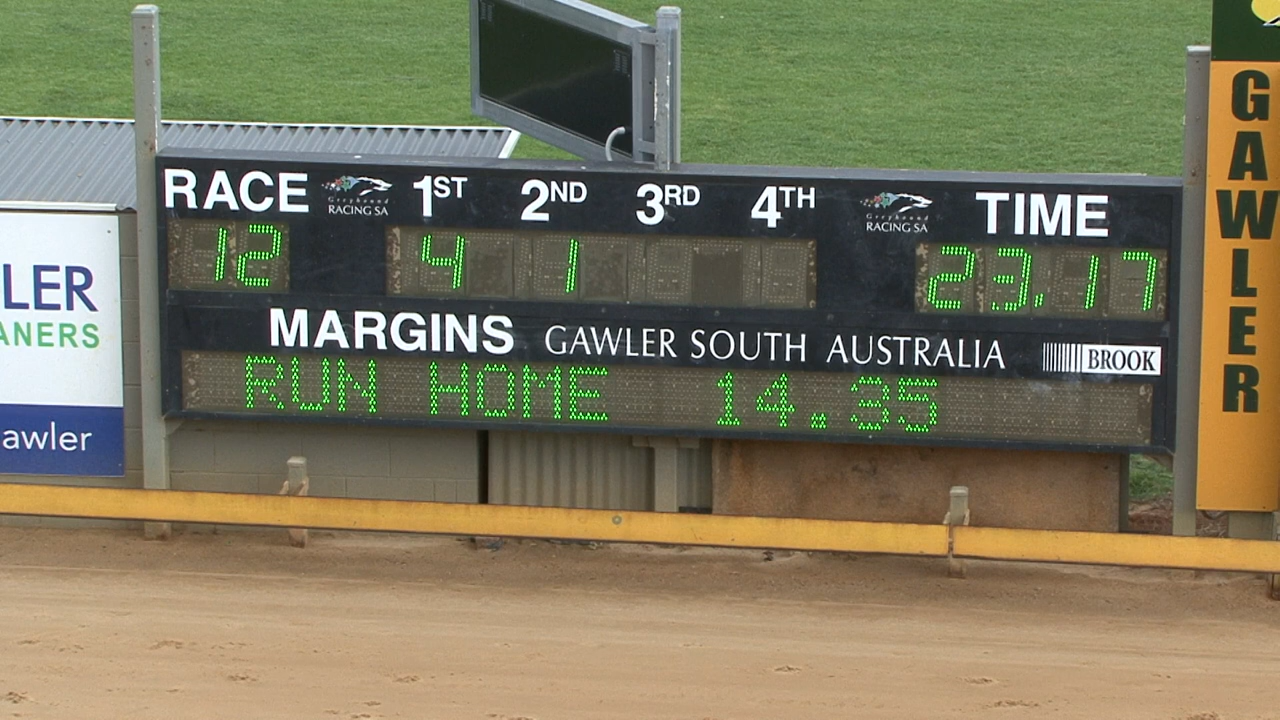 RACE Greyhound RACING SA 1ST 2ND 3RD 4TH Greyhound RACING SA TIME
12 4 1 23.17
MARGINS GAWLER SOUTH AUSTRALIA BROOK
RUN HOME 14.35
LER
ANERS
awler
GAWLER